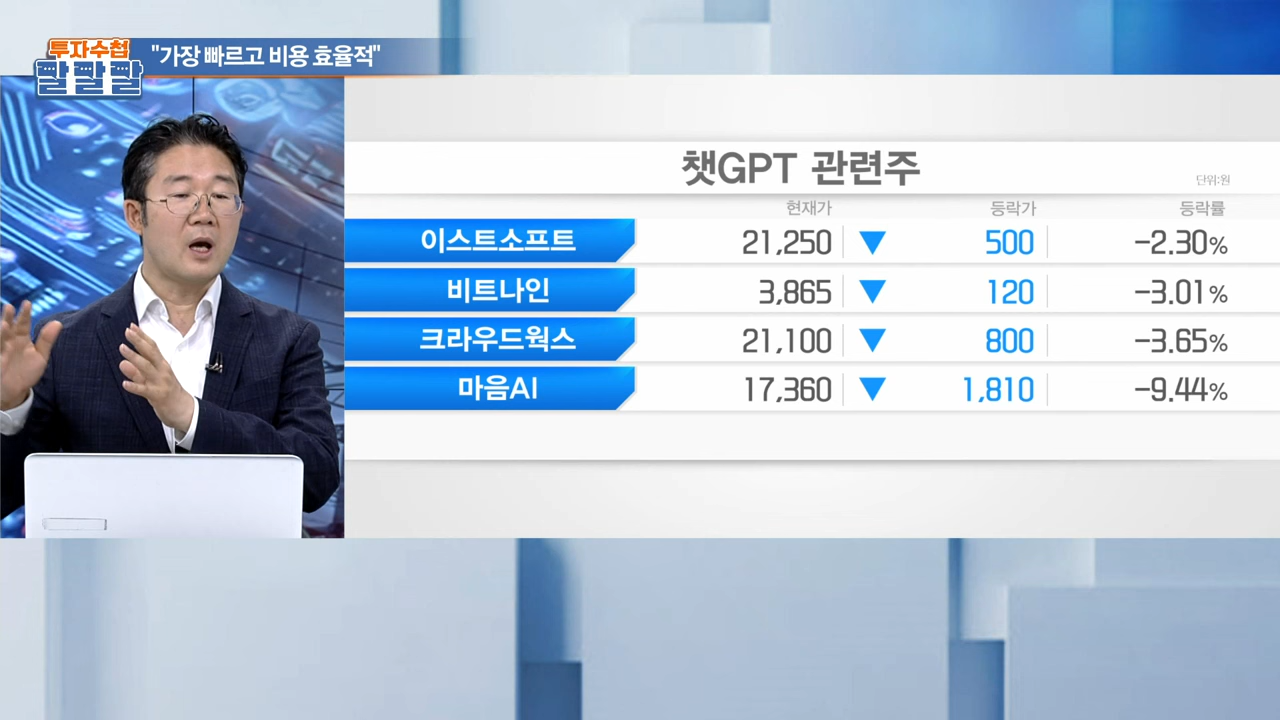 투자수첩
팔팔팔
"가장 빠르고 비용 효율적"
챗GPT 관련주
단위:원
현재가 등락가 등락률
이스트소프트 21,250 ▼ 500 -2.30%
비트나인 3,865 ▼ 120 -3.01%
크라우드웍스 21,100 ▼ 800 -3.65%
마음AI 17,360 ▼ 1,810 -9.44%